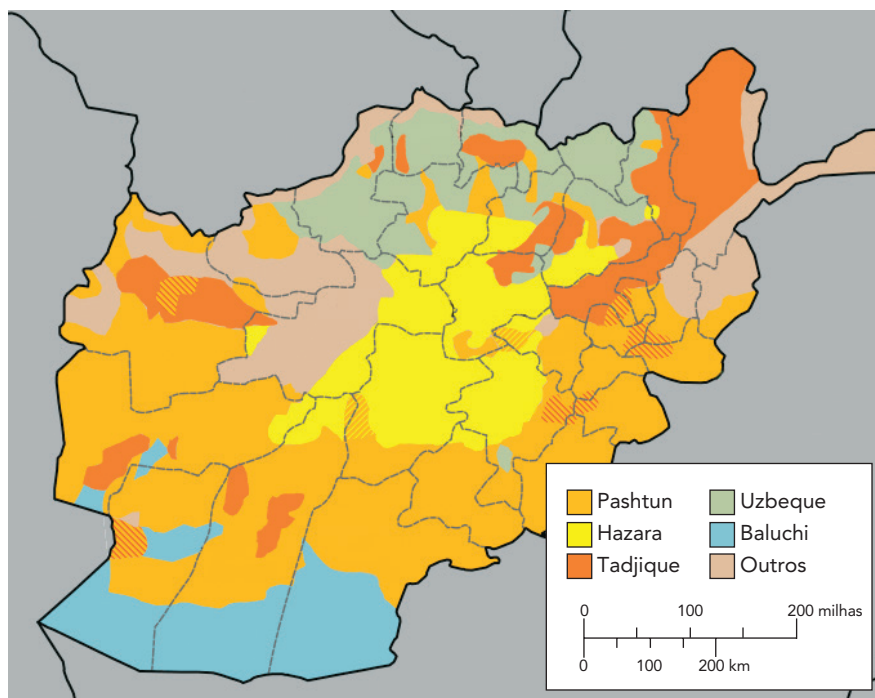 Pashtun
Hazara
Tadjique
Uzbeque
Baluchi
Outros
0 100 200 milhas
0 100 200 km